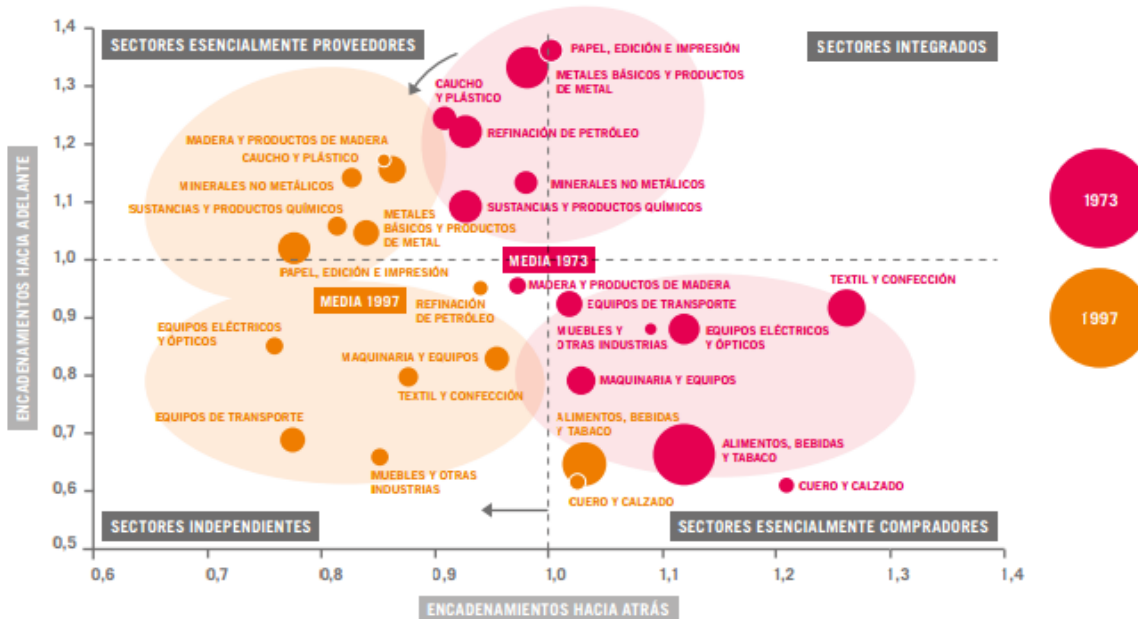 1,4
1,3
1,2
1,1
1,0
0,9
0,8
0,7
0,6
0,5
ENCADENAMIENTOS HACIA ADELANTE
SECTORES ESENCIALMENTE PROVEEDORES
SECTORES INTEGRADOS
PAPEL, EDICIÓN E IMPRESIÓN
METALES BÁSICOS Y PRODUCTOS
DE METAL
CAUCHO
Y PLÁSTICO
REFINACIÓN DE PETRÓLEO
MADERA Y PRODUCTOS DE MADERA
CAUCHO Y PLÁSTICO
MINERALES NO METÁLICOS
MINERALES NO METÁLICOS
SUSTANCIAS Y PRODUCTOS QUÍMICOS
SUSTANCIAS Y PRODUCTOS QUÍMICOS
METALES
BÁSICOS Y PRODUCTOS
DE METAL
1973
PAPEL, EDICIÓN E IMPRESIÓN
MEDIA 1973
MEDIA 1997
MADERA Y PRODUCTOS DE MADERA
TEXTIL Y CONFECCIÓN
REFINACIÓN
DE PETRÓLEO
EQUIPOS DE TRANSPORTE
1997
EQUIPOS ELÉCTRICOS
Y ÓPTICOS
MUEBLES Y
OTRAS INDUSTRIAS
EQUIPOS ELÉCTRICOS
Y ÓPTICOS
MAQUINARIA Y EQUIPOS
MAQUINARIA Y EQUIPOS
TEXTIL Y CONFECCIÓN
EQUIPOS DE TRANSPORTE
ALIMENTOS, BEBIDAS
Y TABACO
ALIMENTOS, BEBIDAS
Y TABACO
MUEBLES Y OTRAS
INDUSTRIAS
CUERO Y CALZADO
CUERO Y CALZADO
SECTORES INDEPENDIENTES
SECTORES ESENCIALMENTE COMPRADORES
0,6
0,7
0,8
0,9
1,0
1,1
1,2
1,3
1,4
ENCADENAMIENTOS HACIA ATRÁS